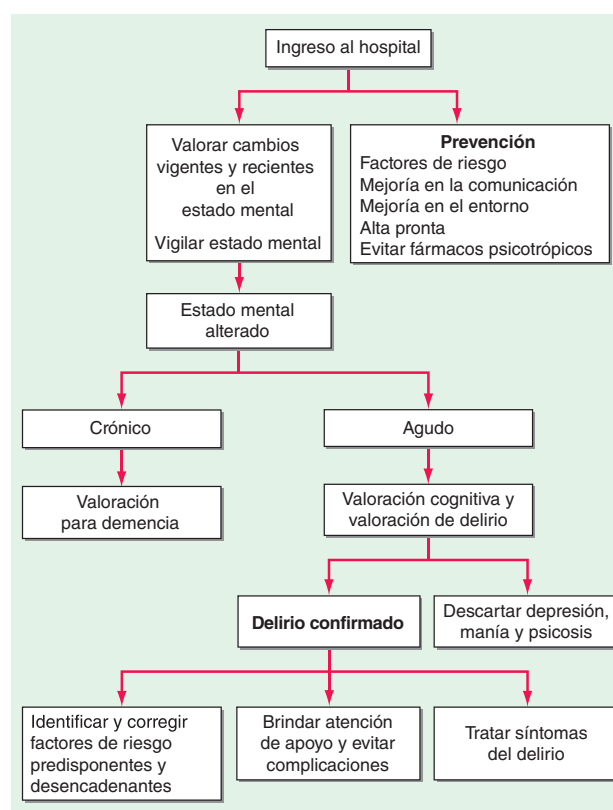 Ingreso al hospital
Valorar cambios
vigentes y recientes
en el
estado mental
Vigilar estado mental
Prevención
Factores de riesgo
Mejoría en la comunicación
Mejoría en el entorno
Alta pronta
Evitar fármacos psicotrópicos
Estado mental
alterado
Crónico
Agudo
Valoración
para demencia
Valoración cognitiva y
valoración de delirio
Delirio confirmado
Descartar depresión,
manía y psicosis
Identificar y corregir
factores de riesgo
predisponentes y
desencadenantes
Brindar atención
de apoyo y evitar
complicaciones
Tratar síntomas
del delirio